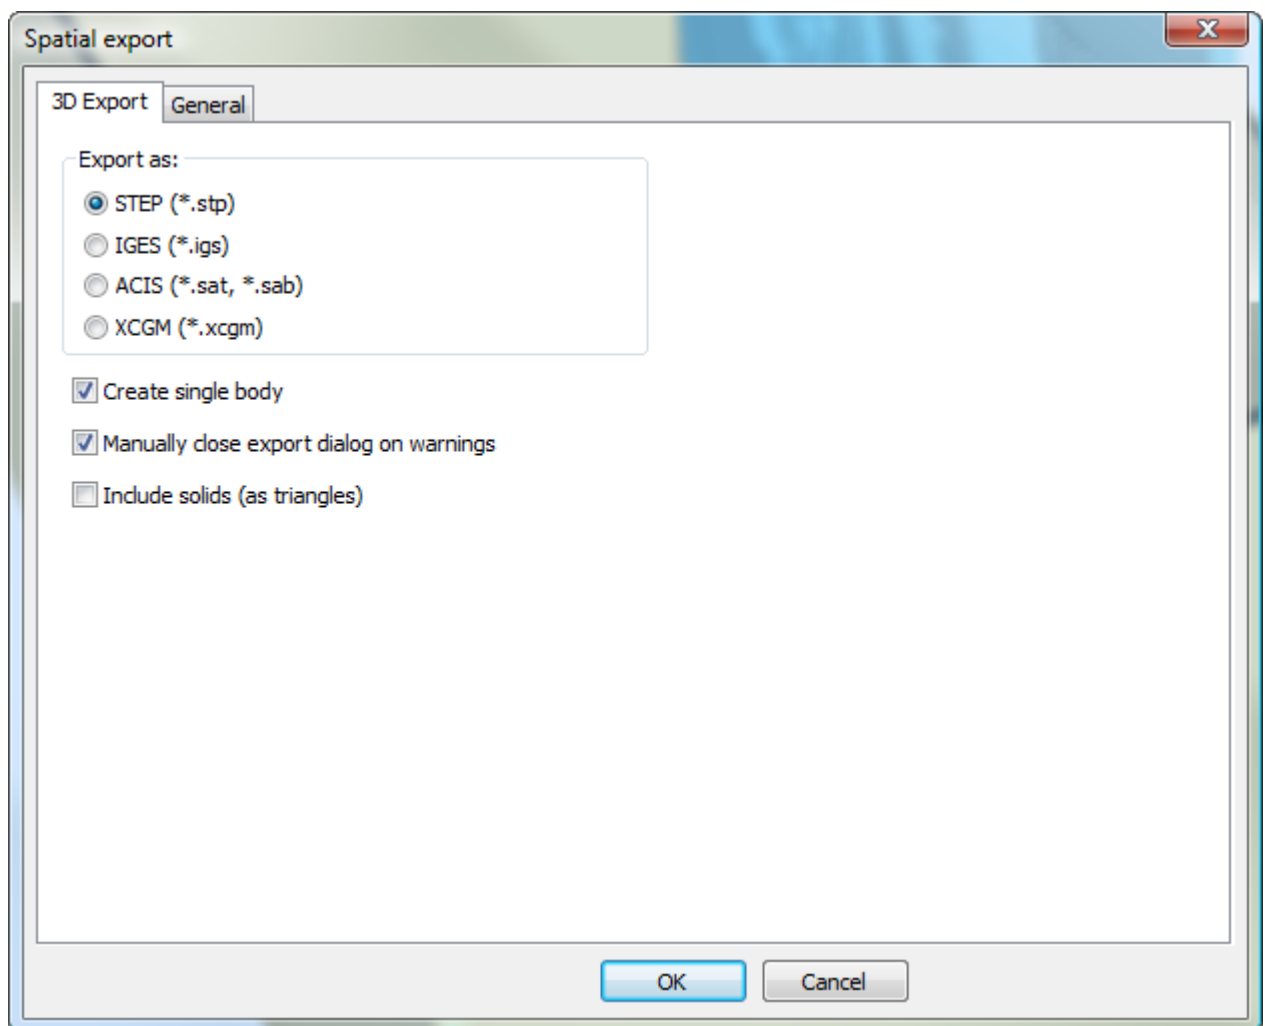 Spatial export
3D Export General
Export as:
STEP (*.stp)
IGES (*.igs)
ACIS (*.sat, *.sab)
XCGM (*.xcgm)
Create single body
Manually close export dialog on warnings
Include solids (as triangles)
OK Cancel